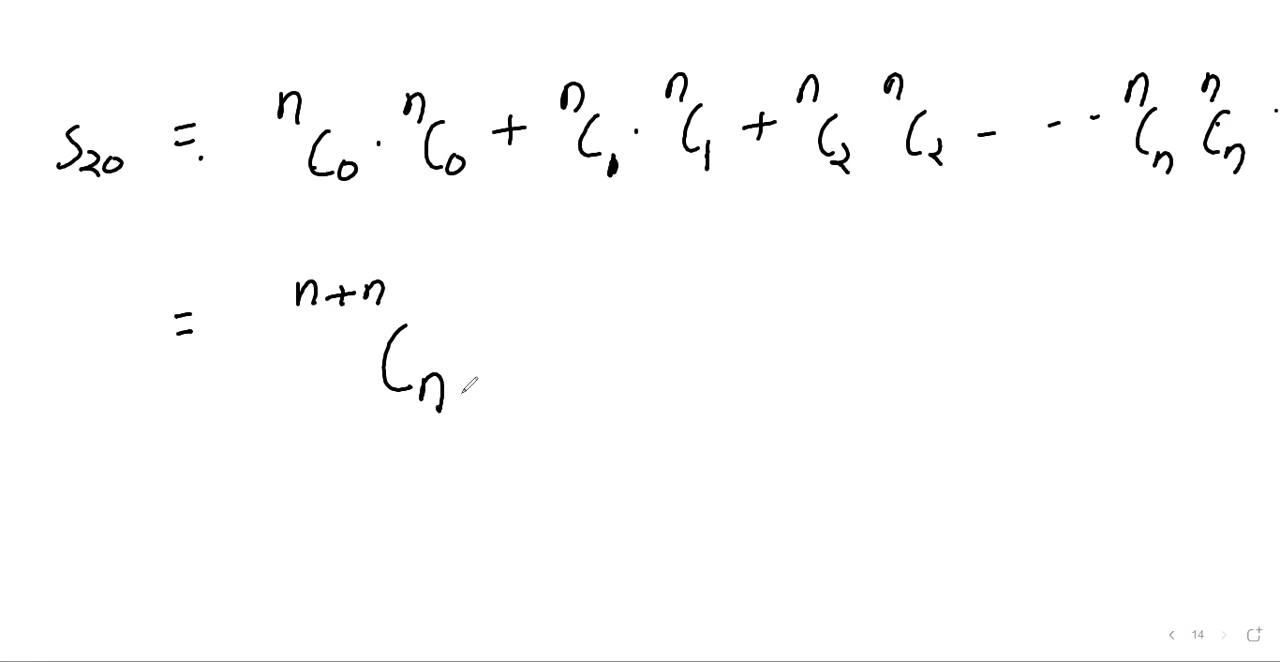 S₂₀ =. ⁿC₀ · ⁿC₀ + ⁿC₁ · ⁿC₁ + ⁿC₂ ⁿC₂ - - - ⁿCₙ ⁿCₙ .
= ⁿ⁺ⁿCₙ
< 14 >